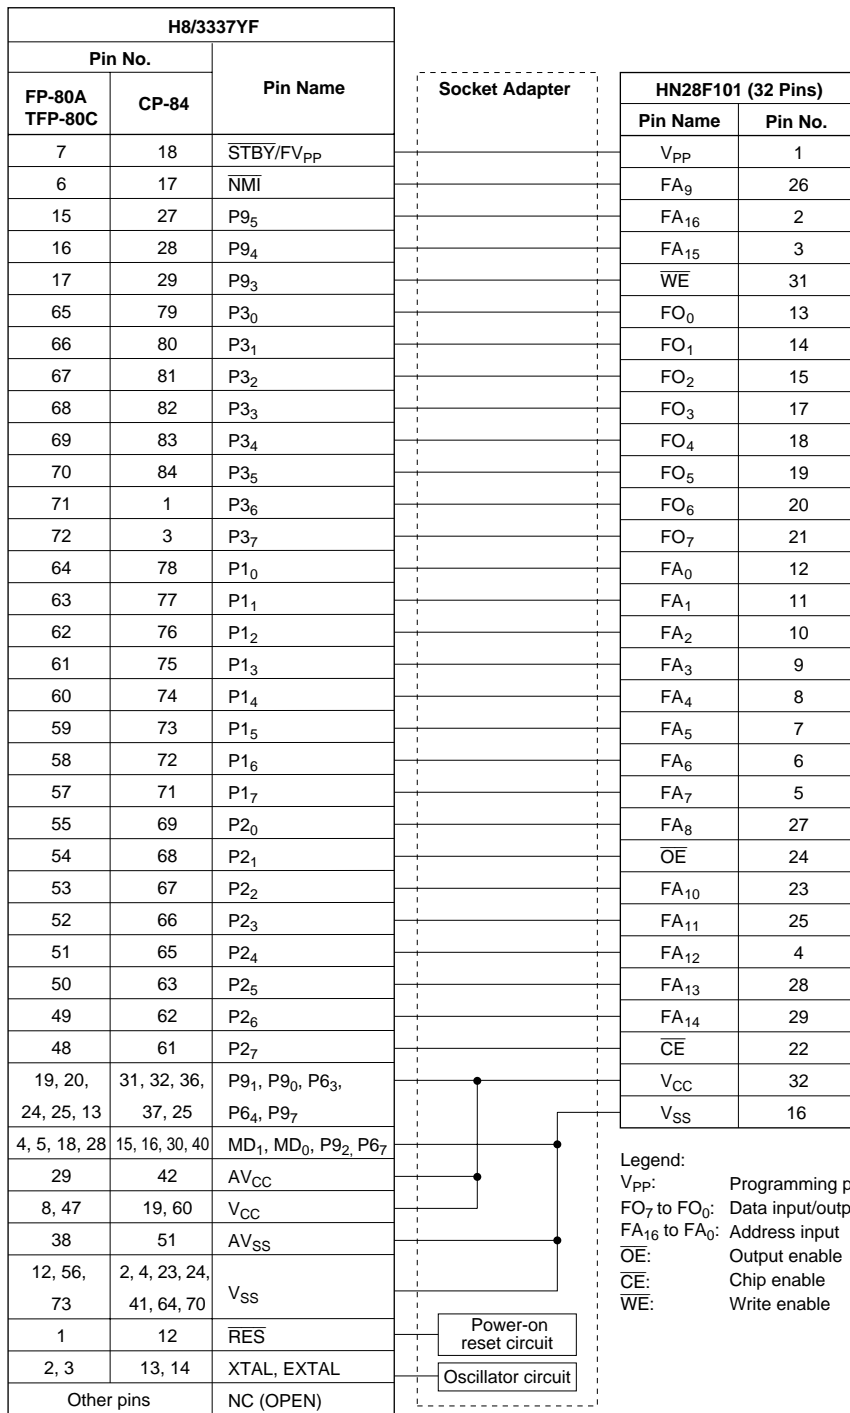 H8/3337YF
Pin No.
Pin Name
FP-80A
TFP-80C
CP-84
Socket Adapter
HN28F101 (32 Pins)
Pin Name Pin No.
7 18 S̅T̅B̅Y̅/FVPP VPP 1
6 17 N̅M̅I̅ FA9 26
15 27 P95 FA16 2
16 28 P94 FA15 3
17 29 P93 W̅E̅ 31
65 79 P30 FO0 13
66 80 P31 FO1 14
67 81 P32 FO2 15
68 82 P33 FO3 17
69 83 P34 FO4 18
70 84 P35 FO5 19
71 1 P36 FO6 20
72 3 P37 FO7 21
64 78 P10 FA0 12
63 77 P11 FA1 11
62 76 P12 FA2 10
61 75 P13 FA3 9
60 74 P14 FA4 8
59 73 P15 FA5 7
58 72 P16 FA6 6
57 71 P17 FA7 5
55 69 P20 FA8 27
54 68 P21 O̅E̅ 24
53 67 P22 FA10 23
52 66 P23 FA11 25
51 65 P24 FA12 4
50 63 P25 FA13 28
49 62 P26 FA14 29
48 61 P27 C̅E̅ 22
19, 20, 31, 32, 36, P91, P90, P63, VCC 32
24, 25, 13 37, 25 P64, P97 VSS 16
4, 5, 18, 28 15, 16, 30, 40 MD1, MD0, P92, P67
29 42 AVCC
8, 47 19, 60 VCC
38 51 AVSS
12, 56, 2, 4, 23, 24,
73 41, 64, 70 VSS
1 12 R̅E̅S̅
Power-on
reset circuit
2, 3 13, 14 XTAL, EXTAL
Oscillator circuit
Other pins NC (OPEN)
Legend:
VPP: Programming p
FO7 to FO0: Data input/outp
FA16 to FA0: Address input
O̅E̅: Output enable
C̅E̅: Chip enable
W̅E̅: Write enable